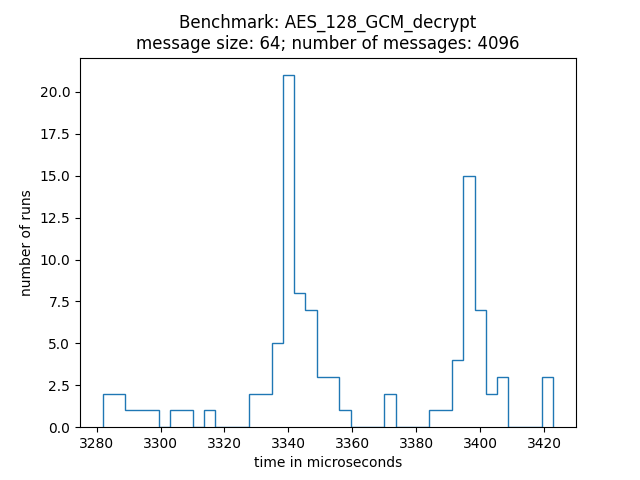 Benchmark: AES_128_GCM_decrypt
message size: 64; number of messages: 4096
number of runs
20.0
17.5
15.0
12.5
10.0
7.5
5.0
2.5
0.0
3280 3300 3320 3340 3360 3380 3400 3420
time in microseconds